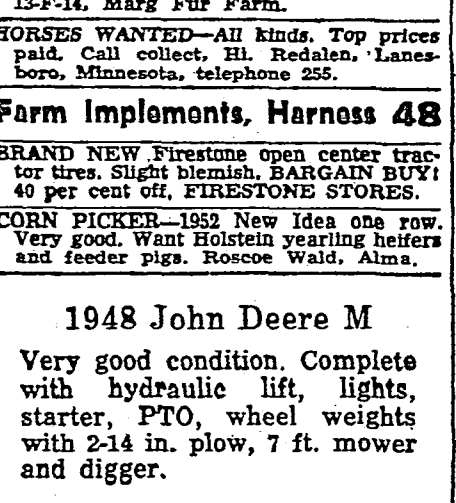 13-F-14, Marg Fur Farm.
HORSES WANTED—All kinds. Top prices
paid. Call collect, Hi. Redalen, Lanes-
boro, Minnesota, telephone 255.
Farm Implements, Harness 48
BRAND NEW Firestone open center trac-
tor tires. Slight blemish. BARGAIN BUY!
40 per cent off, FIRESTONE STORES.
CORN PICKER—1952 New Idea one row.
Very good. Want Holstein yearling heifers
and feeder pigs. Roscoe Wald, Alma.
1948 John Deere M
Very good condition. Complete
with hydraulic lift, lights,
starter, PTO, wheel weights
with 2-14 in. plow, 7 ft. mower
and digger.